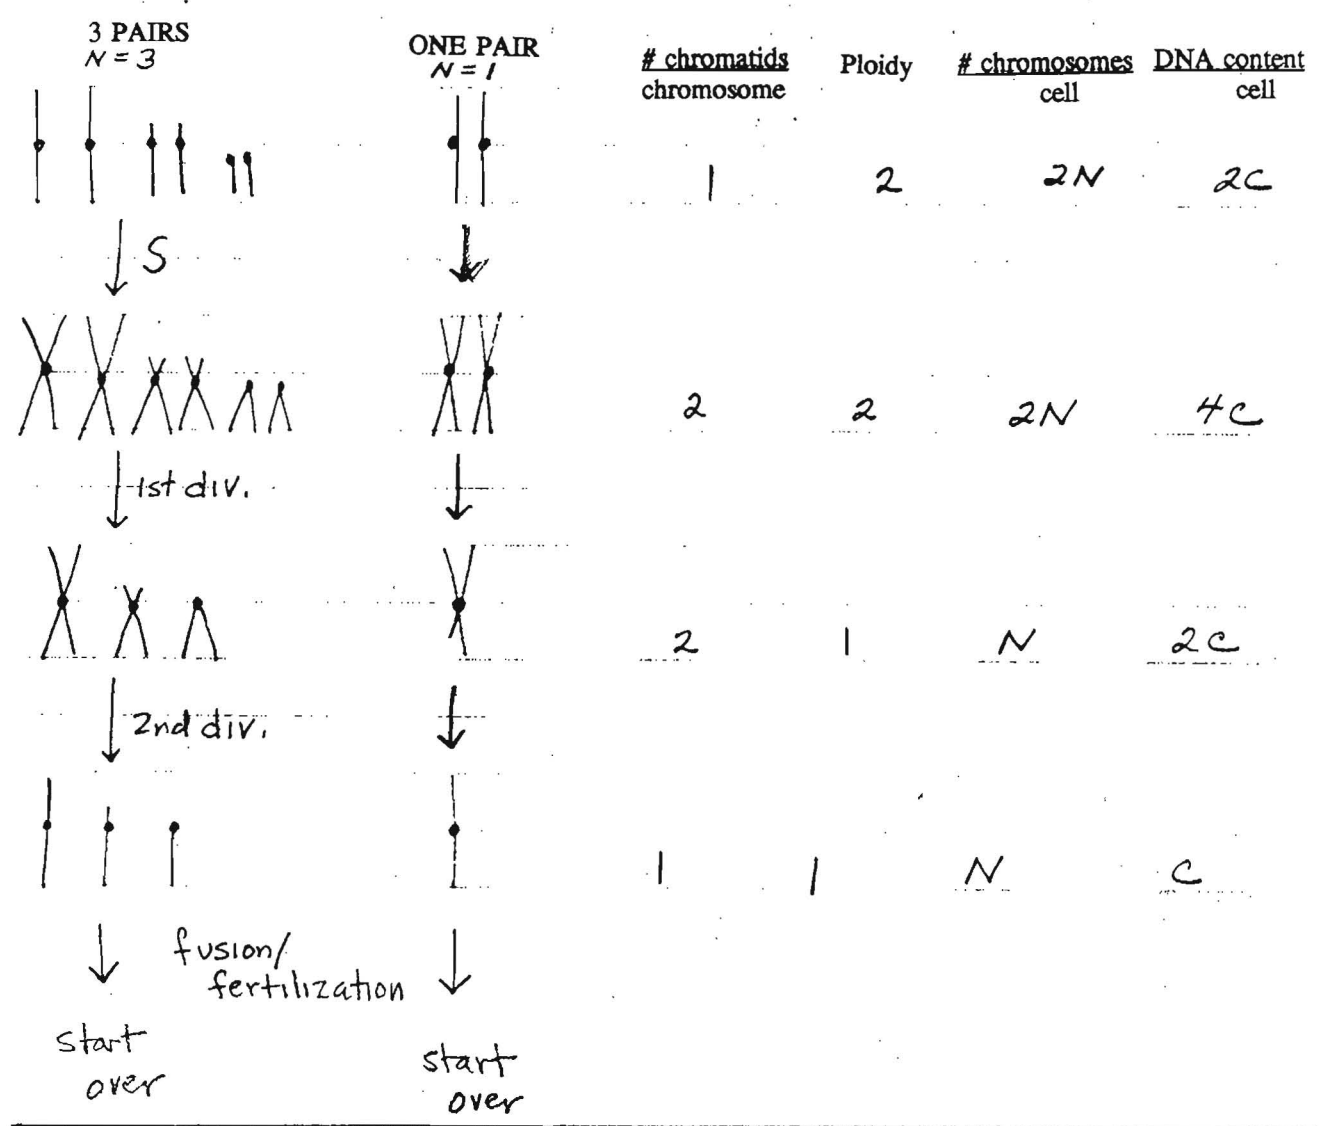 3 PAIRS
N = 3
ONE PAIR
N = 1
# chromatids
chromosome
Ploidy
# chromosomes
cell
DNA content
cell
1 2 2N 2C
S
2 2 2N 4C
1st div.
2 1 N 2C
2nd div.
1 1 N C
fusion/
fertilization
start
over
start
over